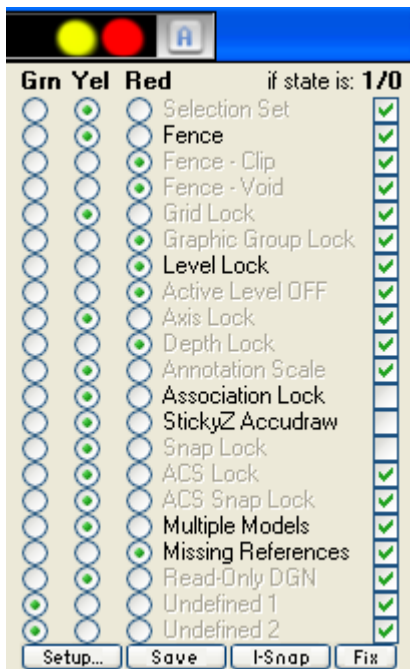 A
Grn Yel Red if state is: 1/0
Selection Set
Fence
Fence - Clip
Fence - Void
Grid Lock
Graphic Group Lock
Level Lock
Active Level OFF
Axis Lock
Depth Lock
Annotation Scale
Association Lock
StickyZ Accudraw
Snap Lock
ACS Lock
ACS Snap Lock
Multiple Models
Missing References
Read-Only DGN
Undefined 1
Undefined 2
Setup... Save I-Snap Fix